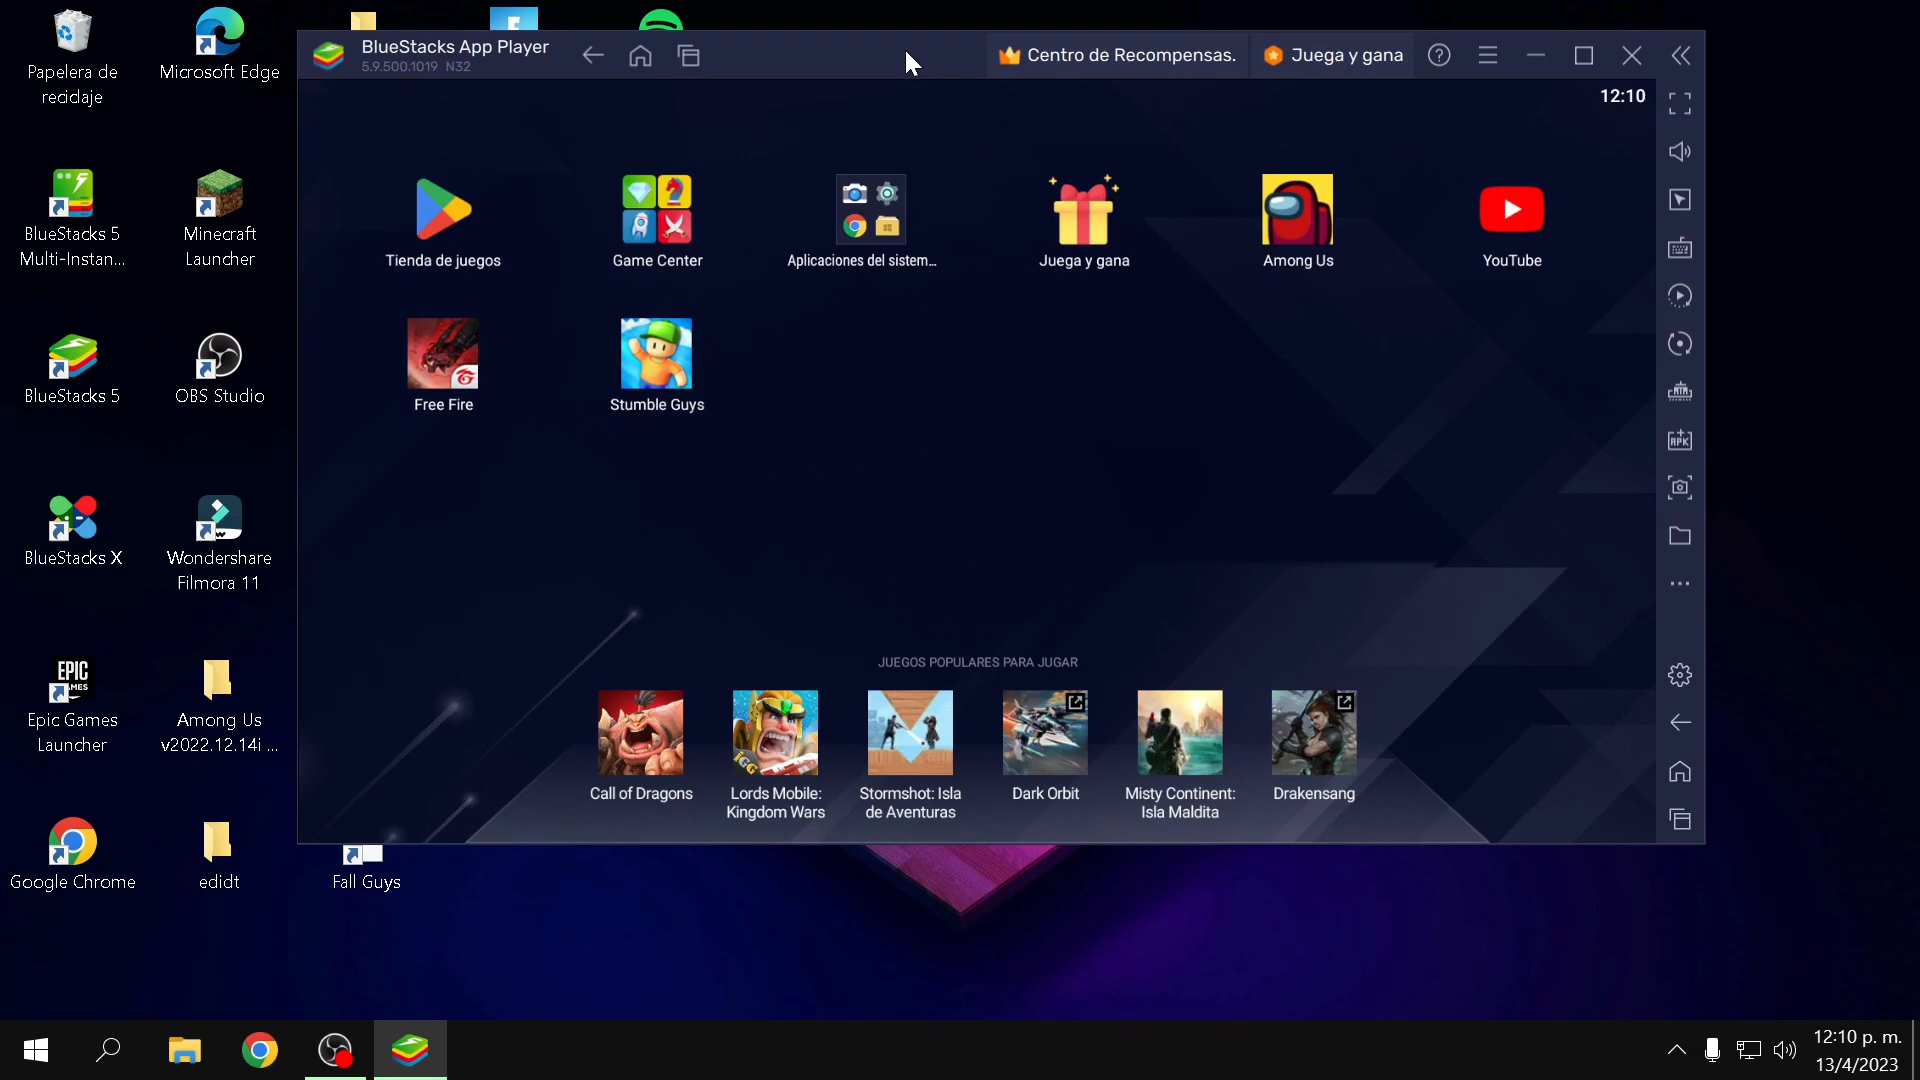 Papelera de
reciclaje
Microsoft Edge
BlueStacks 5
Multi-Instan...
Minecraft
Launcher
BlueStacks 5
OBS Studio
BlueStacks X
Wondershare
Filmora 11
EPIC
GAMES
Epic Games
Launcher
Among Us
v2022.12.14i ...
Google Chrome
edidt
Fall Guys
BlueStacks App Player
5.9.500.1019 N32
Centro de Recompensas.
Juega y gana
12:10
Tienda de juegos
Game Center
Aplicaciones del sistem...
Juega y gana
Among Us
YouTube
Free Fire
Stumble Guys
APK
JUEGOS POPULARES PARA JUGAR
IGG
Call of Dragons
Lords Mobile:
Kingdom Wars
Stormshot: Isla
de Aventuras
Dark Orbit
Misty Continent:
Isla Maldita
Drakensang
12:10 p. m.
13/4/2023